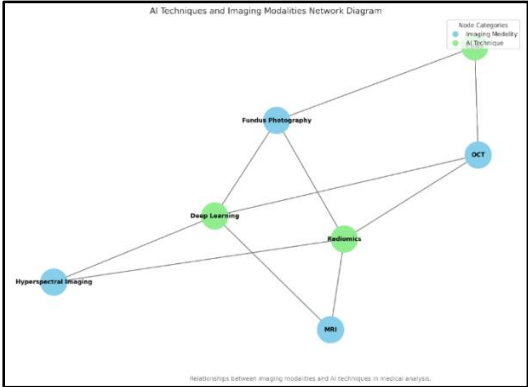 AI Techniques and Imaging Modalities Network Diagram
Node Categories
Imaging Modality
AI Technique
Fundus Photography
OCT
Deep Learning
Radiomics
Hyperspectral Imaging
MRI
Relationships between imaging modalities and AI techniques in medical analysis.